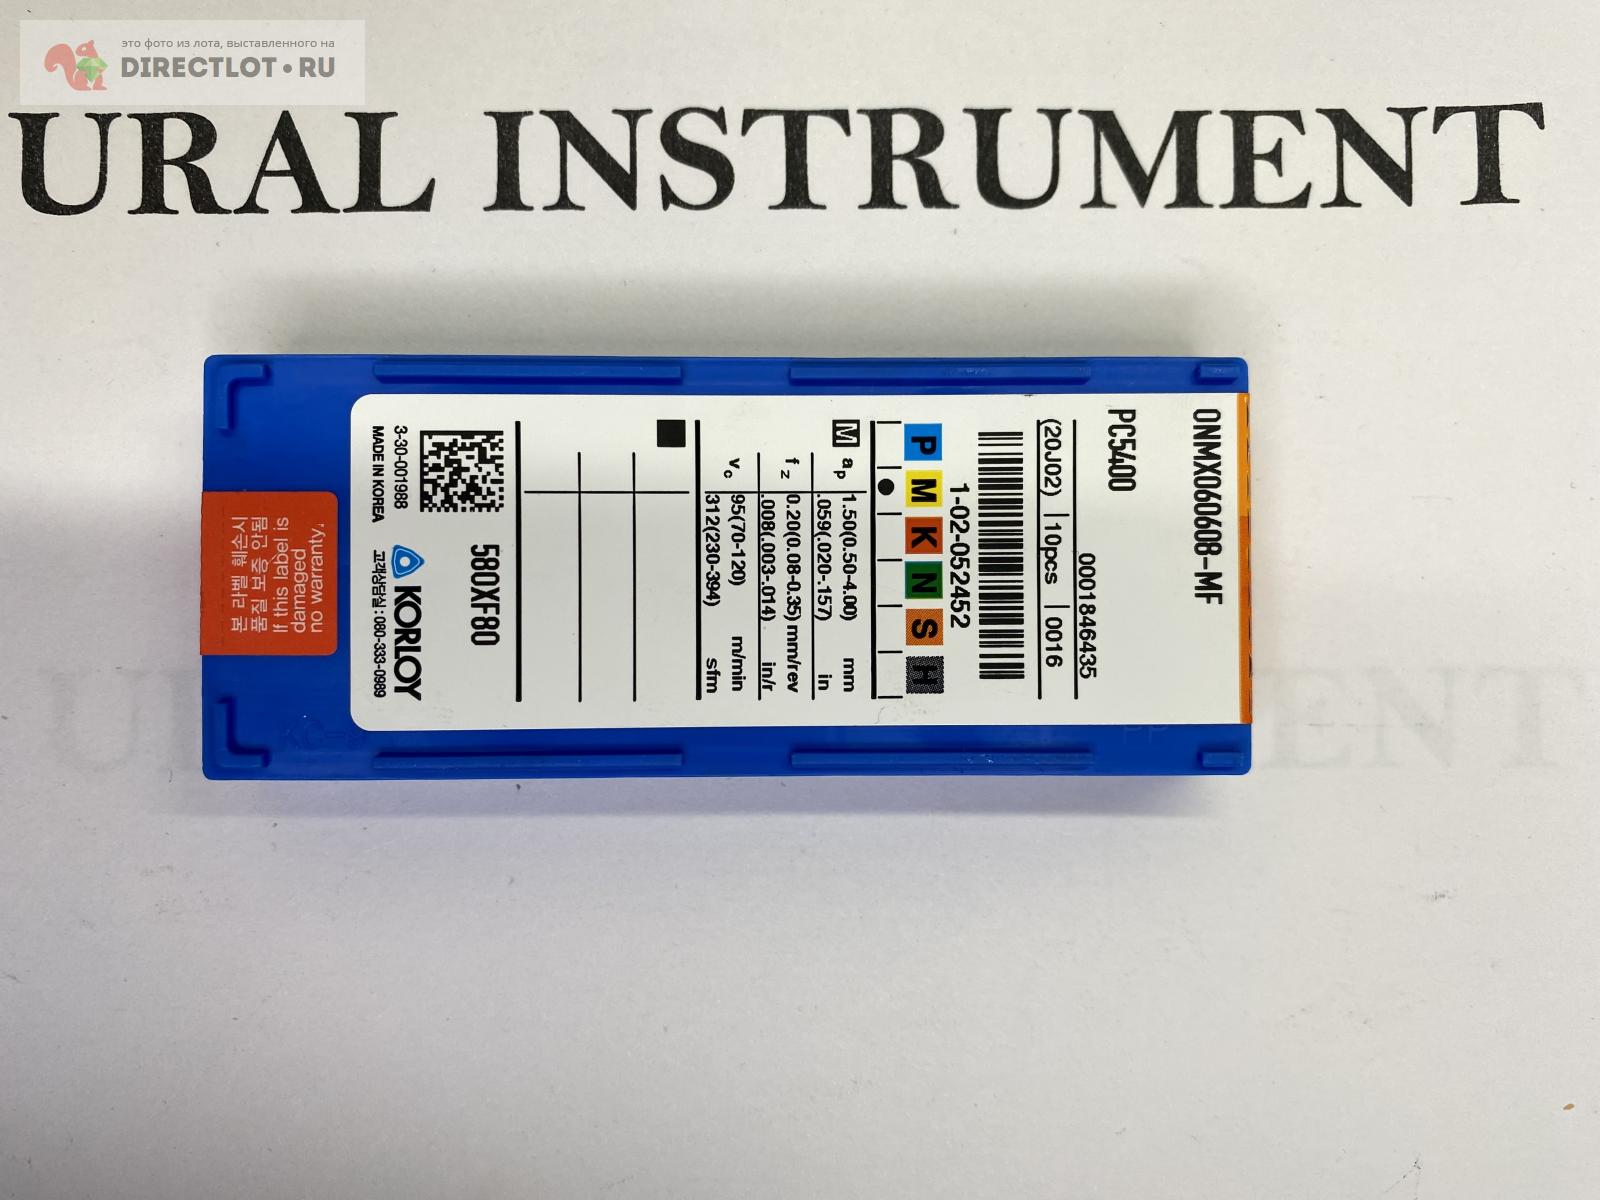 это фото из лота, выставленного на
DIRECTLOT•RU
URAL INSTRUMENT
ONMX060608-MF
PC5400
0001846435
(20J02) 10pcs 0016
1-02-052452
P M K N S H
M ap 1.50(0.50-4.00) mm
.059(.020-.157) in
fz 0.20(0.08-0.35) mm/rev
.008(.003-.014) in/r
vc 95(70-120) m/min
312(230-394) sfm
580XF80
KORLOY
3-30-001988
MADE IN KOREA
고객상담실 : 080-333-0989
본 라벨 훼손시
품질 보증 안됨
If this label is
damaged
no warranty.
URAL INSTRUMENT
PP